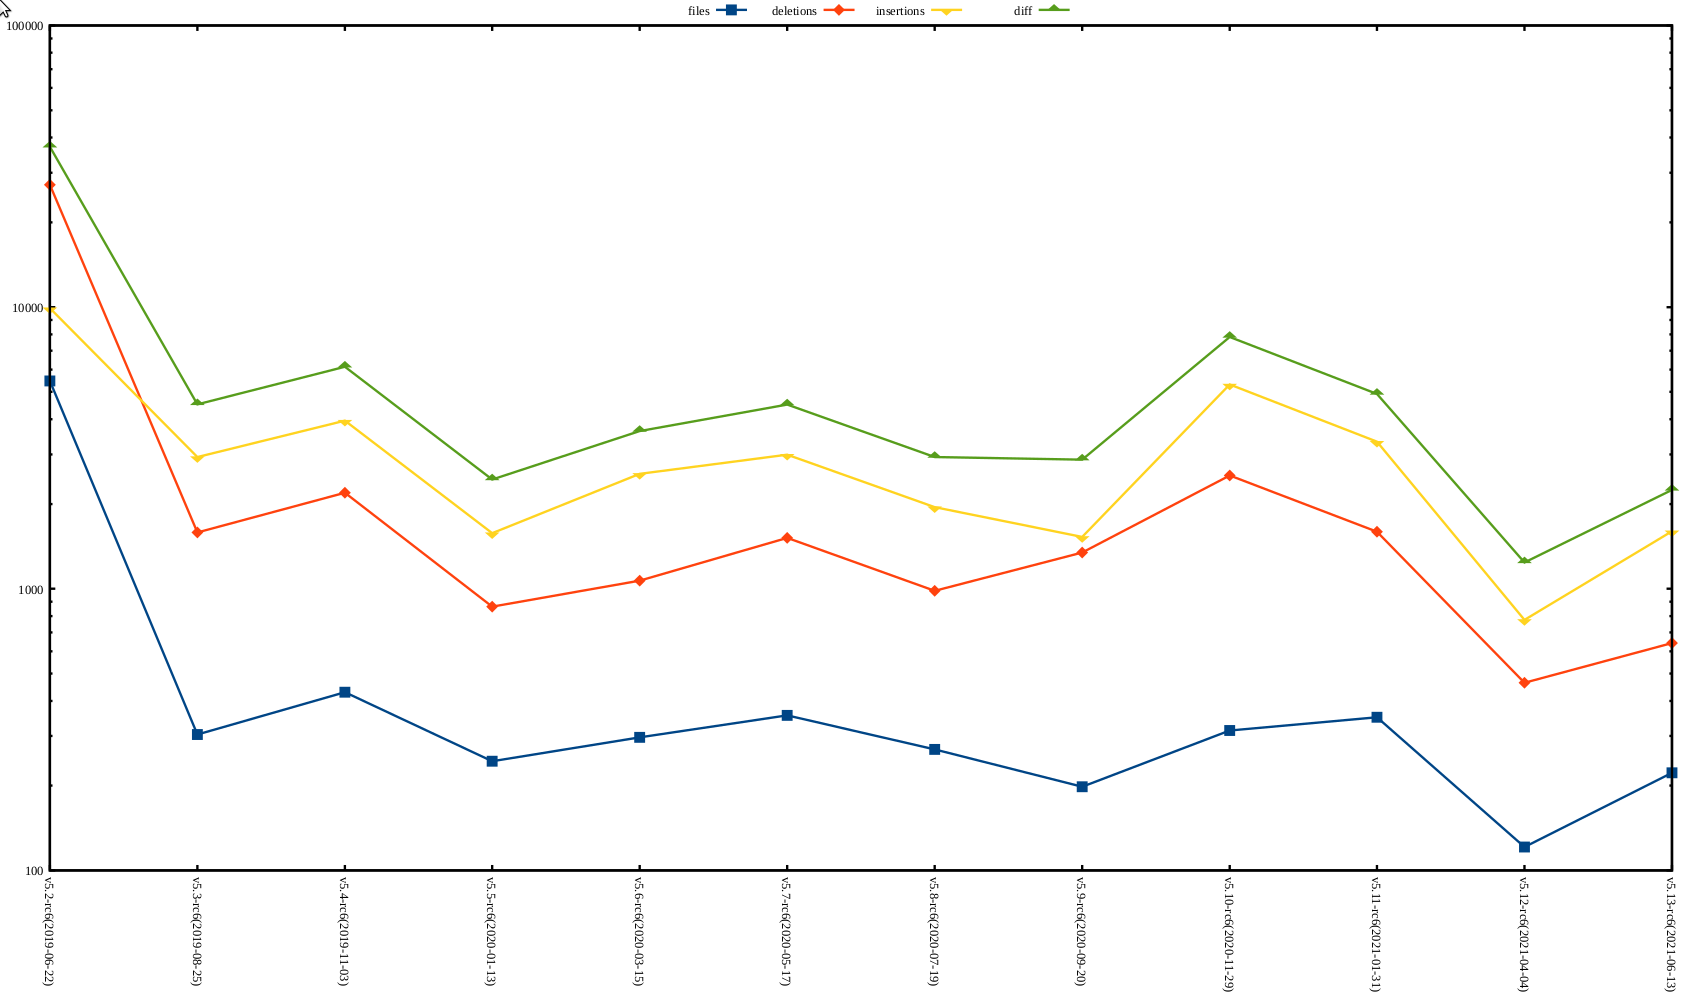 files deletions insertions diff
100000
10000
1000
100
v5.2-rc6(2019-06-22)
v5.3-rc6(2019-08-25)
v5.4-rc6(2019-11-03)
v5.5-rc6(2020-01-13)
v5.6-rc6(2020-03-15)
v5.7-rc6(2020-05-17)
v5.8-rc6(2020-07-19)
v5.9-rc6(2020-09-20)
v5.10-rc6(2020-11-29)
v5.11-rc6(2021-01-31)
v5.12-rc6(2021-04-04)
v5.13-rc6(2021-06-13)